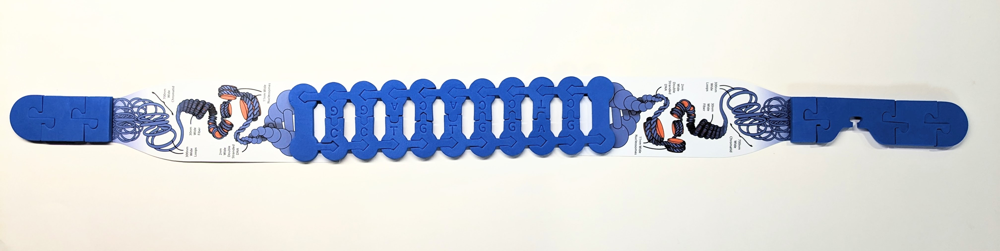 700nm
Wide
Chromatid
30nm
Wide
Fiber
300nm
Wide
Loops
11nm Wide
Nucleosomes
2nm
Wide
Double
Stranded
DNA
G G A C A C C T C
C C T G T G G A G
2nm
Wide
Double
Stranded
DNA
11nm Wide
Nucleosomes
300nm
Wide
Loops
30nm
Wide
Fiber
700nm
Wide
Chromatid